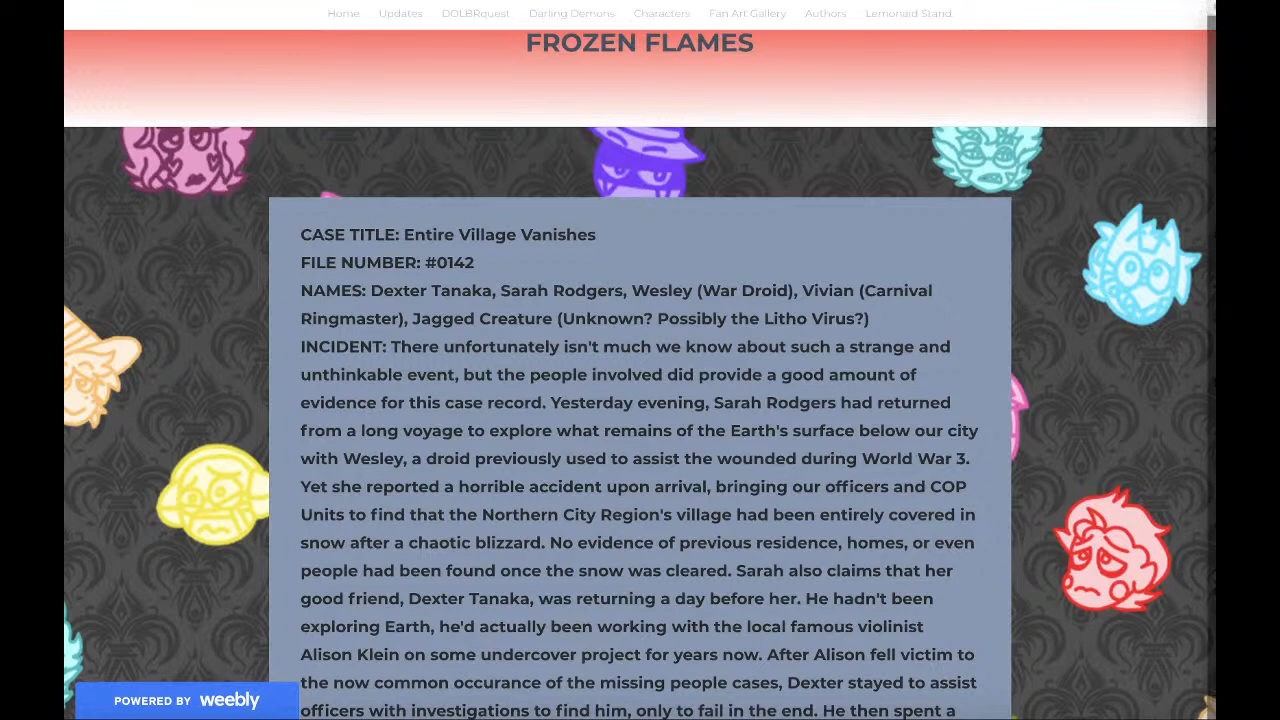 Home Updates DOLBRquest Darling Demons Characters Fan Art Gallery Authors Lemonaid Stand
FROZEN FLAMES
CASE TITLE: Entire Village Vanishes
FILE NUMBER: #0142
NAMES: Dexter Tanaka, Sarah Rodgers, Wesley (War Droid), Vivian (Carnival
Ringmaster), Jagged Creature (Unknown? Possibly the Litho Virus?)
INCIDENT: There unfortunately isn't much we know about such a strange and
unthinkable event, but the people involved did provide a good amount of
evidence for this case record. Yesterday evening, Sarah Rodgers had returned
from a long voyage to explore what remains of the Earth's surface below our city
with Wesley, a droid previously used to assist the wounded during World War 3.
Yet she reported a horrible accident upon arrival, bringing our officers and COP
Units to find that the Northern City Region's village had been entirely covered in
snow after a chaotic blizzard. No evidence of previous residence, homes, or even
people had been found once the snow was cleared. Sarah also claims that her
good friend, Dexter Tanaka, was returning a day before her. He hadn't been
exploring Earth, he'd actually been working with the local famous violinist
Alison Klein on some undercover project for years now. After Alison fell victim to
the now common occurance of the missing people cases, Dexter stayed to assist
officers with investigations to find him, only to fail in the end. He then spent a
POWERED BY weebly